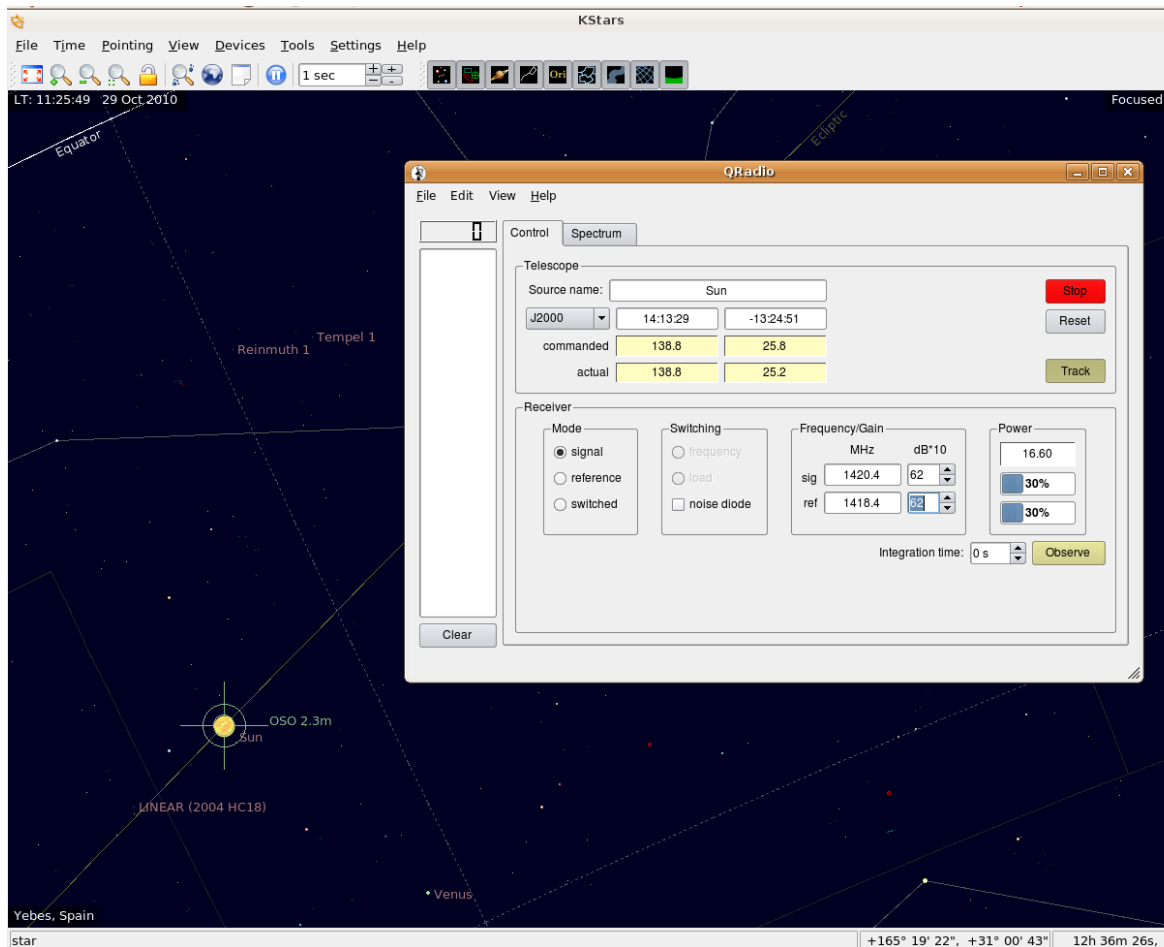 KStars
File Time Pointing View Devices Tools Settings Help
1 sec
Ori
LT: 11:25:49 29 Oct 2010
Focused
Equator
Ecliptic
QRadio
File Edit View Help
0
Control Spectrum
Telescope
Source name: Sun
Stop
J2000 14:13:29 -13:24:51
Reset
commanded 138.8 25.8
actual 138.8 25.2
Track
Receiver
Mode
signal
reference
switched
Switching
frequency
load
noise diode
Frequency/Gain
MHz dB*10
sig 1420.4 62
ref 1418.4 62
Power
16.60
30%
30%
Integration time: 0 s Observe
Clear
Tempel 1
Reinmuth 1
OSO 2.3m
Sun
LINEAR (2004 HC18)
Venus
Yebes, Spain
star
+165° 19' 22", +31° 00' 43" 12h 36m 26s,